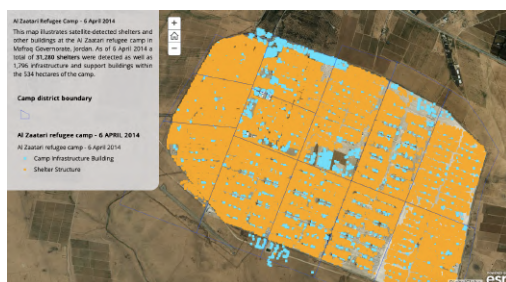 Al Zaatari Refugee Camp - 6 April 2014
This map illustrates satellite-detected shelters and
other buildings at the Al Zaatari refugee camp in
Mafraq Governorate, Jordan. As of 6 April 2014 a
total of 31,280 shelters were detected as well as
1,796 infrastructure and support buildings within
the 534 hectares of the camp.
Camp district boundary
Al Zaatari refugee camp - 6 APRIL 2014
Al Zaatari refugee camp - 6 April 2014
Camp Infrastructure Building
Shelter Structure
+
−
esri